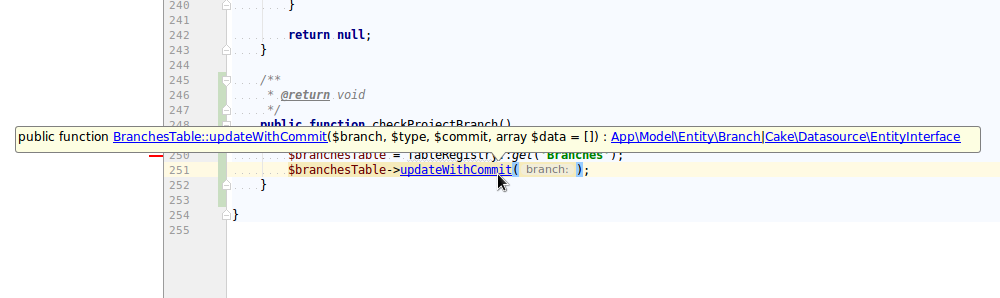 240 }
241
242 return null;
243 }
244
245 /**
246 * @return void
247 */
248 public function checkProjectBranch()
public function BranchesTable::updateWithCommit($branch, $type, $commit, array $data = []) : App\Model\Entity\Branch|Cake\Datasource\EntityInterface
250 $branchesTable = TableRegistry::get('Branches');
251 $branchesTable->updateWithCommit( branch: );
252 }
253
254 }
255